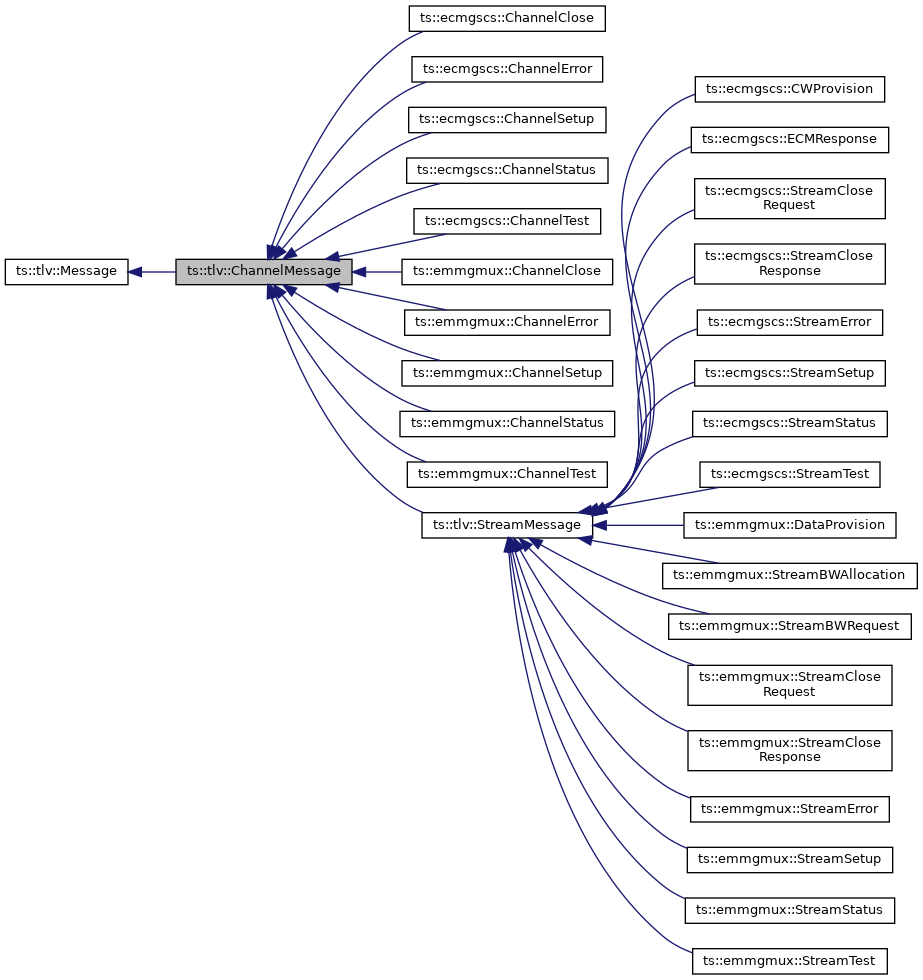 ts::tlv::Message
ts::tlv::ChannelMessage
ts::ecmgscs::ChannelClose
ts::ecmgscs::ChannelError
ts::ecmgscs::ChannelSetup
ts::ecmgscs::ChannelStatus
ts::ecmgscs::ChannelTest
ts::emmgmux::ChannelClose
ts::emmgmux::ChannelError
ts::emmgmux::ChannelSetup
ts::emmgmux::ChannelStatus
ts::emmgmux::ChannelTest
ts::tlv::StreamMessage
ts::ecmgscs::CWProvision
ts::ecmgscs::ECMResponse
ts::ecmgscs::StreamClose
Request
ts::ecmgscs::StreamClose
Response
ts::ecmgscs::StreamError
ts::ecmgscs::StreamSetup
ts::ecmgscs::StreamStatus
ts::ecmgscs::StreamTest
ts::emmgmux::DataProvision
ts::emmgmux::StreamBWAllocation
ts::emmgmux::StreamBWRequest
ts::emmgmux::StreamClose
Request
ts::emmgmux::StreamClose
Response
ts::emmgmux::StreamError
ts::emmgmux::StreamSetup
ts::emmgmux::StreamStatus
ts::emmgmux::StreamTest